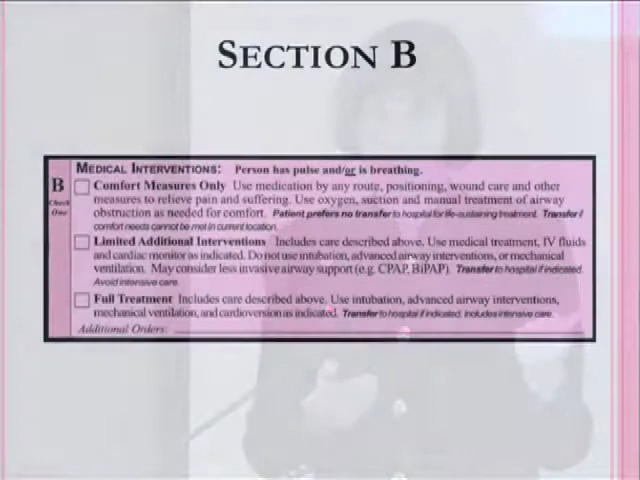 SECTION B
MEDICAL INTERVENTIONS: Person has pulse and/or is breathing.
B
Check
One
Comfort Measures Only Use medication by any route, positioning, wound care and other
measures to relieve pain and suffering. Use oxygen, suction and manual treatment of airway
obstruction as needed for comfort. Patient prefers no transfer to hospital for life-sustaining treatment. Transfer if
comfort needs cannot be met in current location.
Limited Additional Interventions Includes care described above. Use medical treatment, IV fluids
and cardiac monitor as indicated. Do not use intubation, advanced airway interventions, or mechanical
ventilation. May consider less invasive airway support (e.g. CPAP, BiPAP). Transfer to hospital if indicated.
Avoid intensive care.
Full Treatment Includes care described above. Use intubation, advanced airway interventions,
mechanical ventilation, and cardioversion as indicated. Transfer to hospital if indicated. Includes intensive care.
Additional Orders: